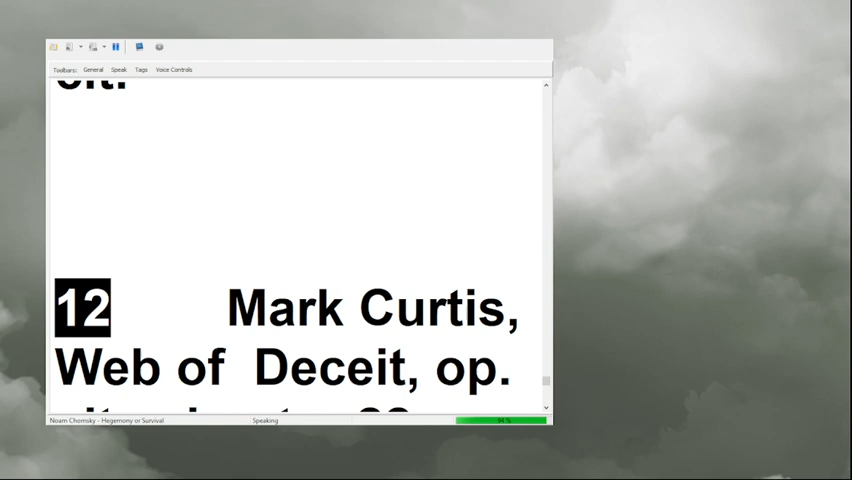 Toolbars: General Speak Tags Voice Controls
12 Mark Curtis,
Web of Deceit, op.
Noam Chomsky - Hegemony or Survival Speaking 94 %